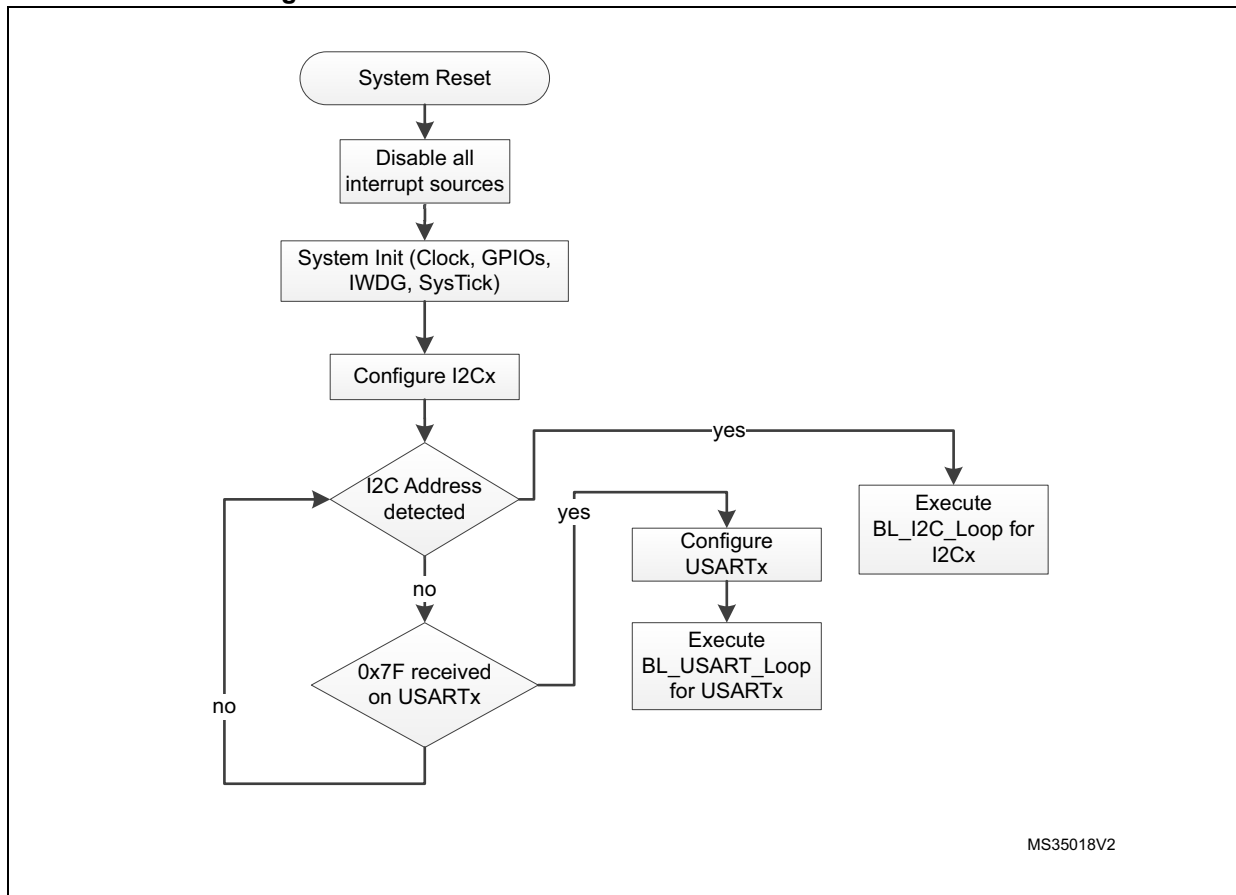 System Reset
Disable all
interrupt sources
System Init (Clock, GPIOs,
IWDG, SysTick)
Configure I2Cx
yes
I2C Address
detected
yes
Execute
BL_I2C_Loop for
I2Cx
Configure
USARTx
no
Execute
BL_USART_Loop
for USARTx
0x7F received
on USARTx
no
MS35018V2